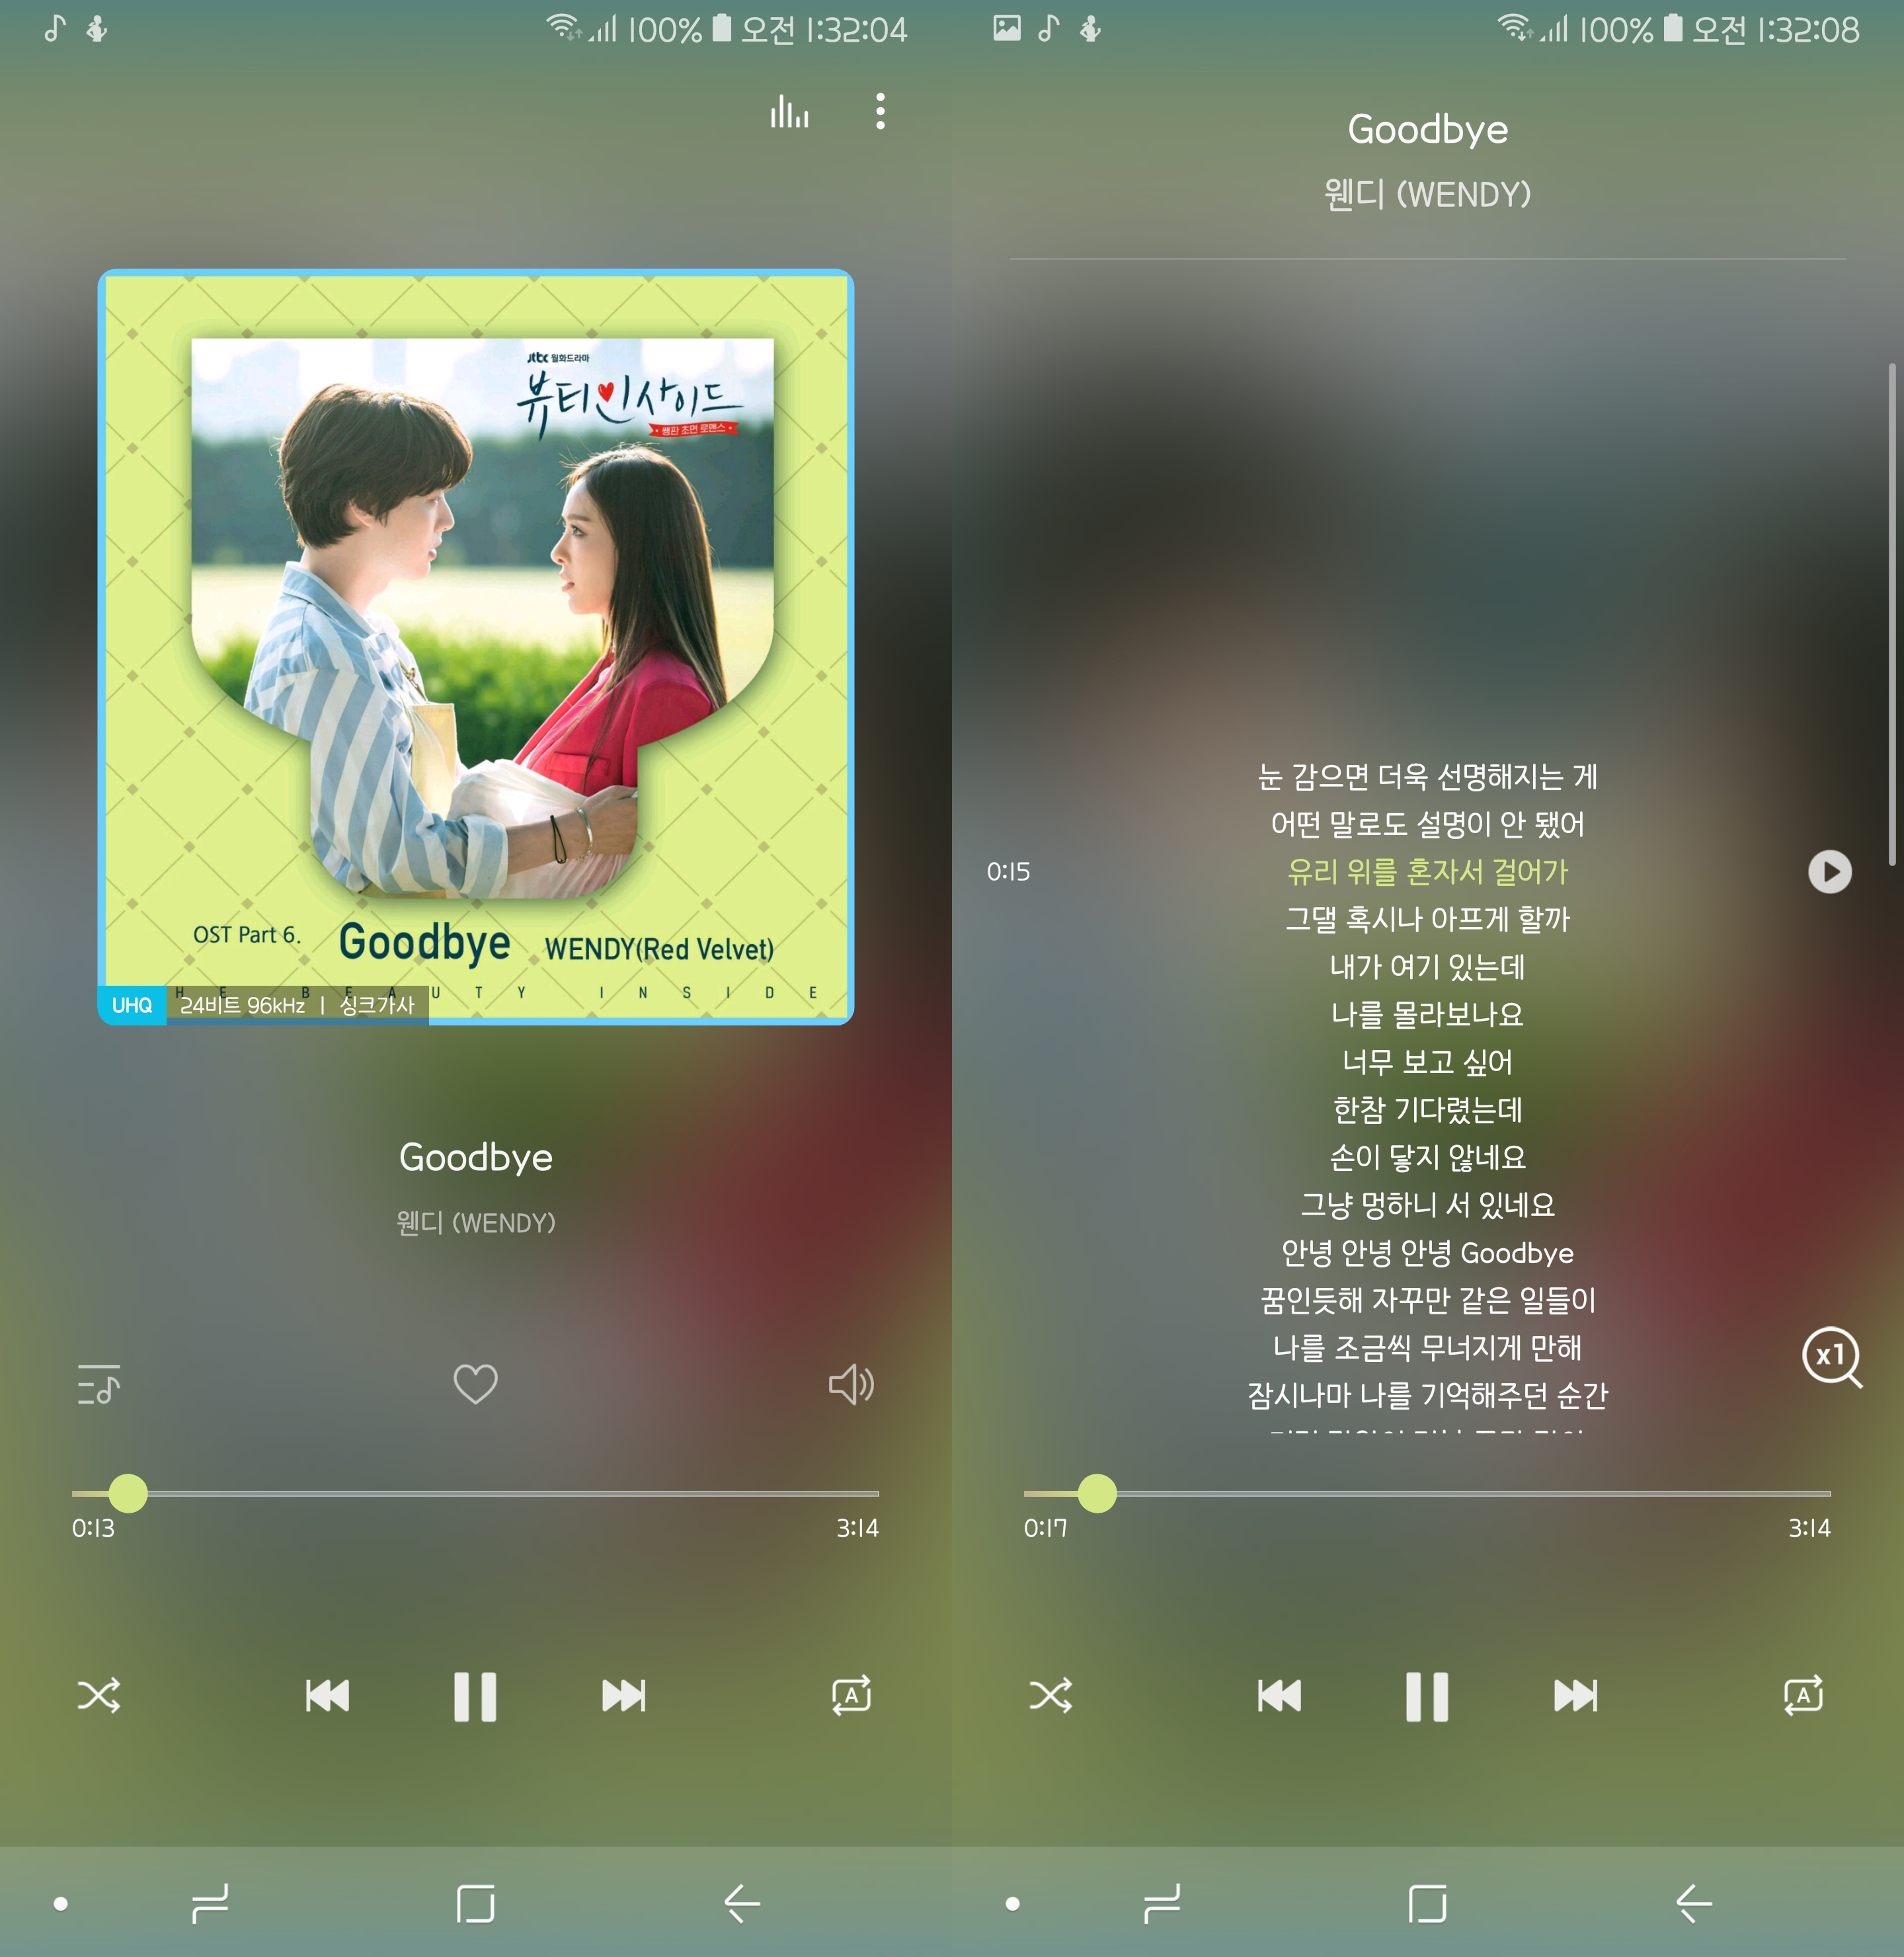 100% 오전 1:32:04
jtbc 월화드라마
뷰티인사이드
쌩판 초면 로맨스
OST Part 6. Goodbye WENDY(Red Velvet)
H E B E A U T Y I N S I D E
UHQ 24비트 96kHz | 싱크가사
Goodbye
웬디 (WENDY)
0:13 3:14
A
100% 오전 1:32:08
Goodbye
웬디 (WENDY)
눈 감으면 더욱 선명해지는 게
어떤 말로도 설명이 안 됐어
0:15 유리 위를 혼자서 걸어가
그댈 혹시나 아프게 할까
내가 여기 있는데
나를 몰라보나요
너무 보고 싶어
한참 기다렸는데
손이 닿지 않네요
그냥 멍하니 서 있네요
안녕 안녕 안녕 Goodbye
꿈인듯해 자꾸만 같은 일들이
나를 조금씩 무너지게 만해
잠시나마 나를 기억해주던 순간
x1
0:17 3:14
A